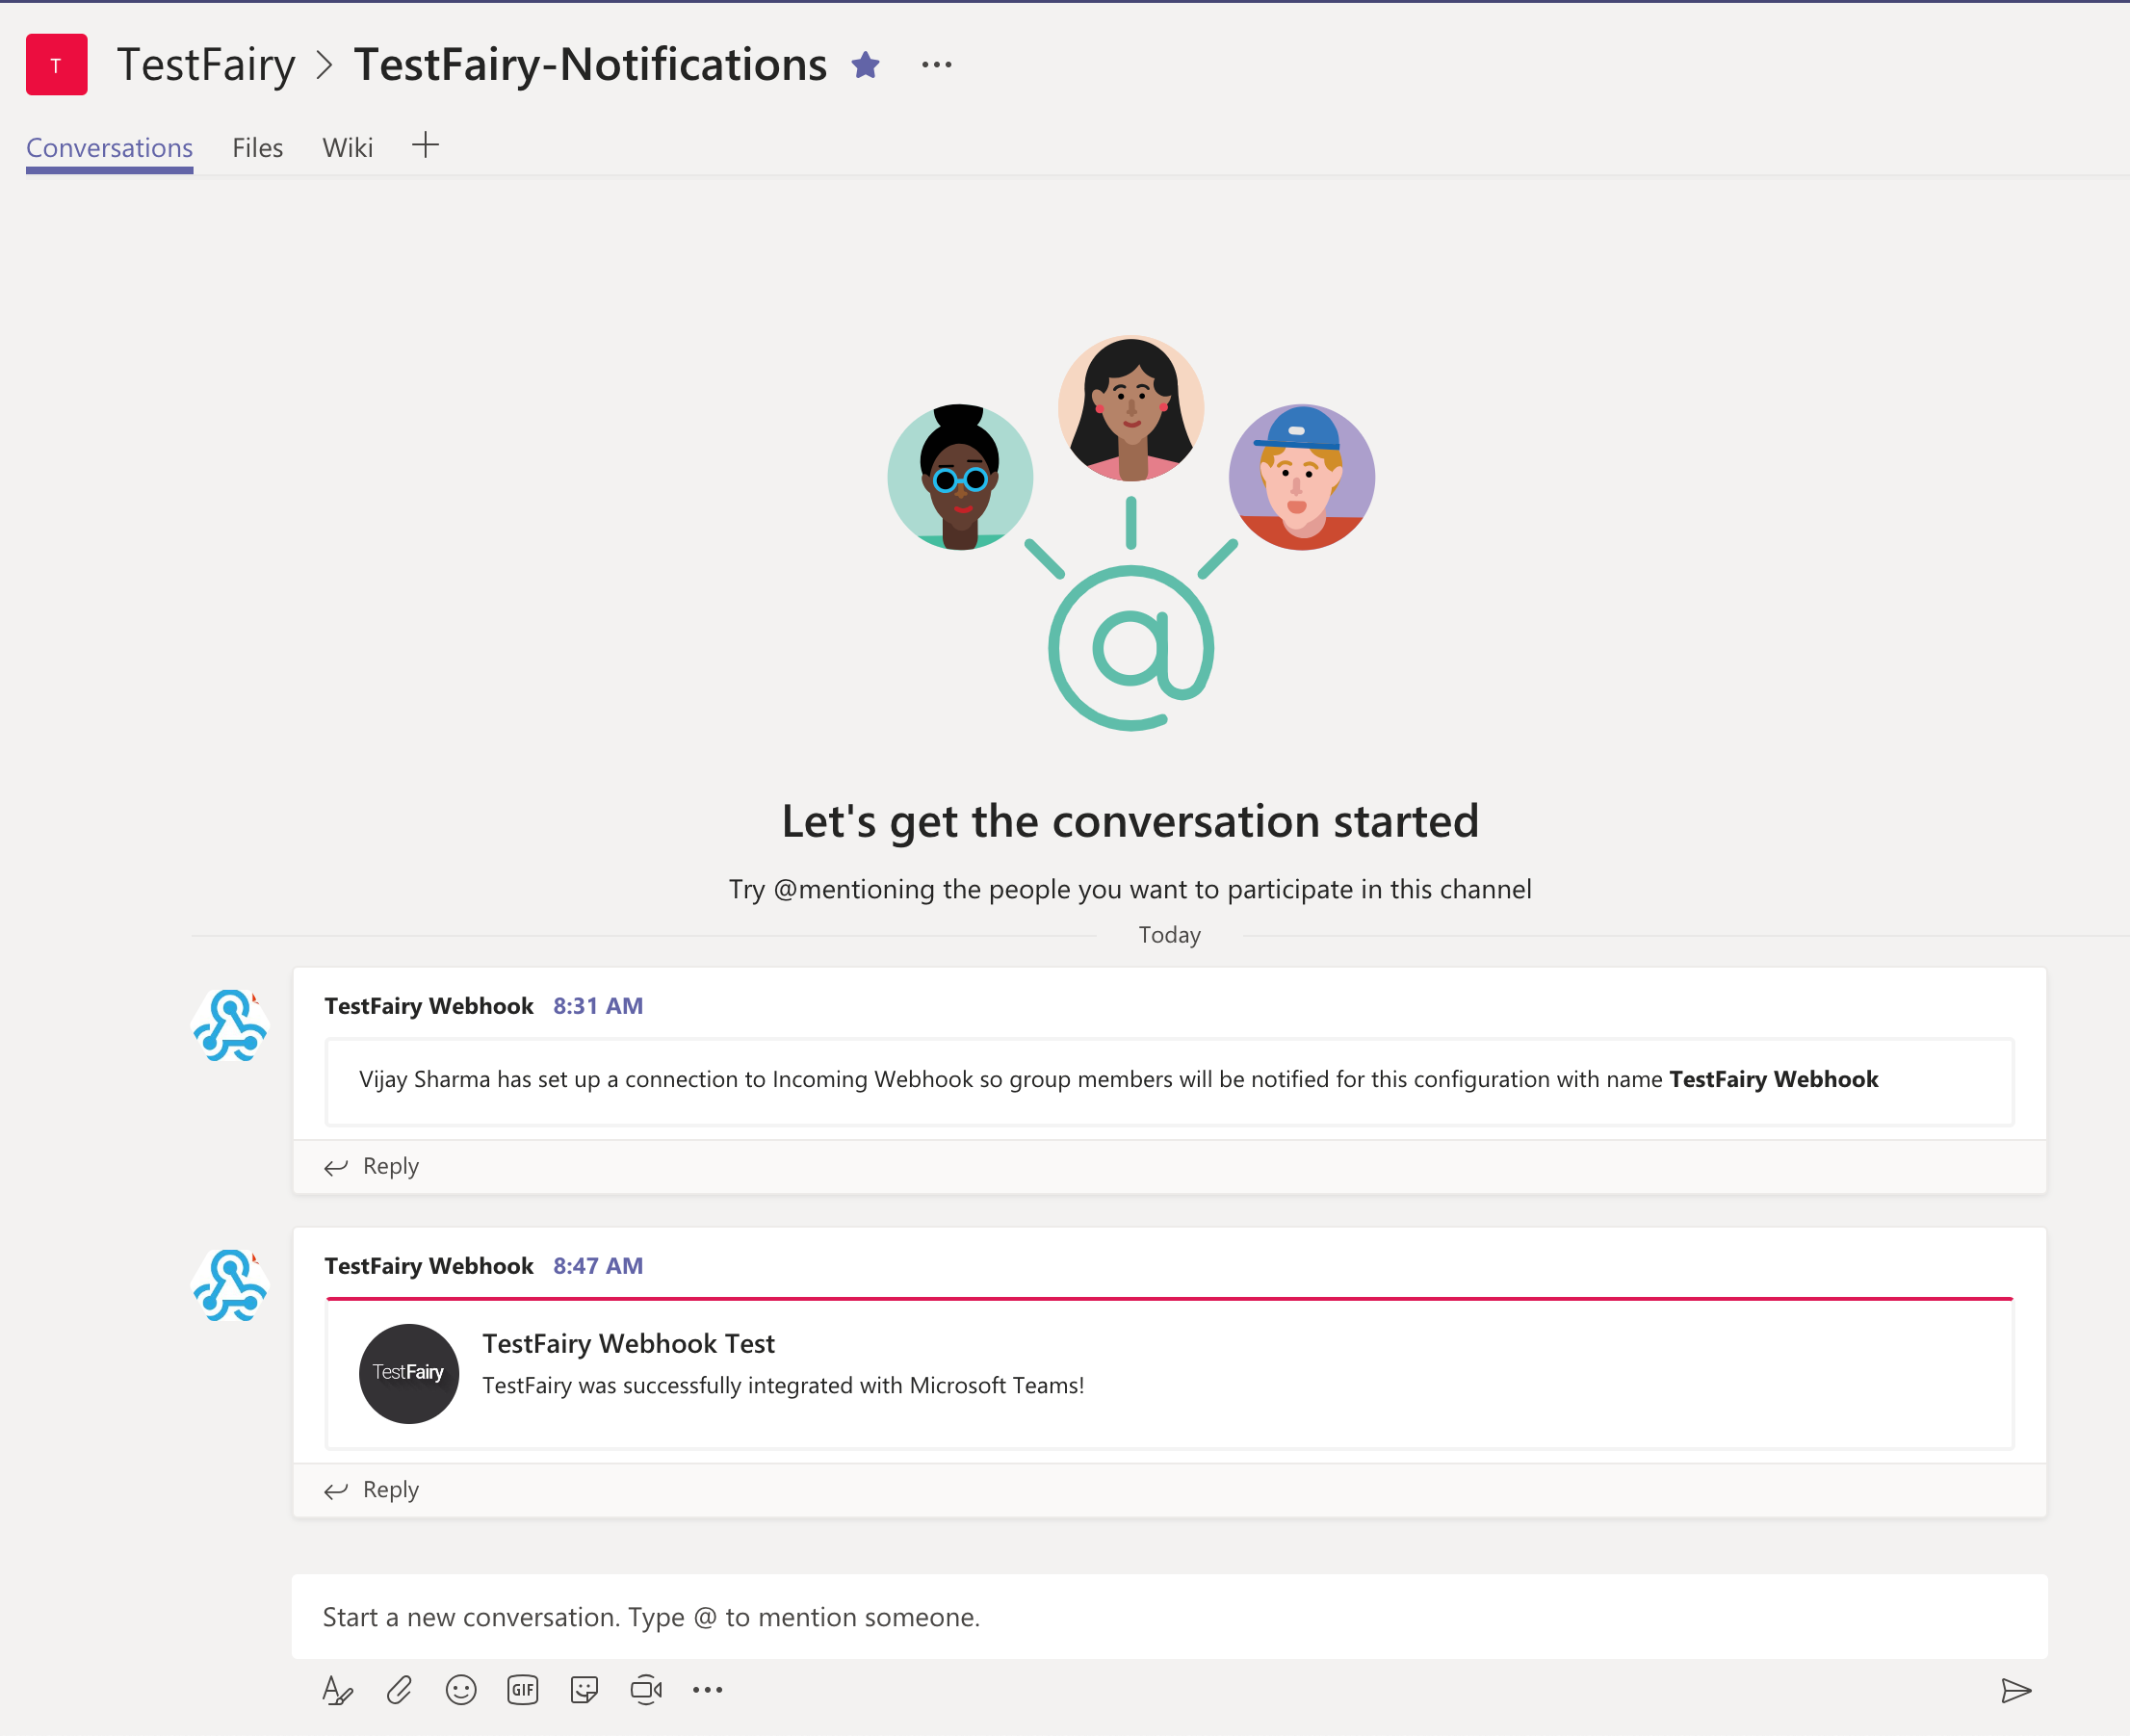 T TestFairy > TestFairy-Notifications
Conversations Files Wiki
Let's get the conversation started
Try @mentioning the people you want to participate in this channel
Today
TestFairy Webhook 8:31 AM
Vijay Sharma has set up a connection to Incoming Webhook so group members will be notified for this configuration with name TestFairy Webhook
Reply
TestFairy Webhook 8:47 AM
TestFairy Webhook Test
TestFairy
TestFairy was successfully integrated with Microsoft Teams!
Reply
Start a new conversation. Type @ to mention someone.
GIF